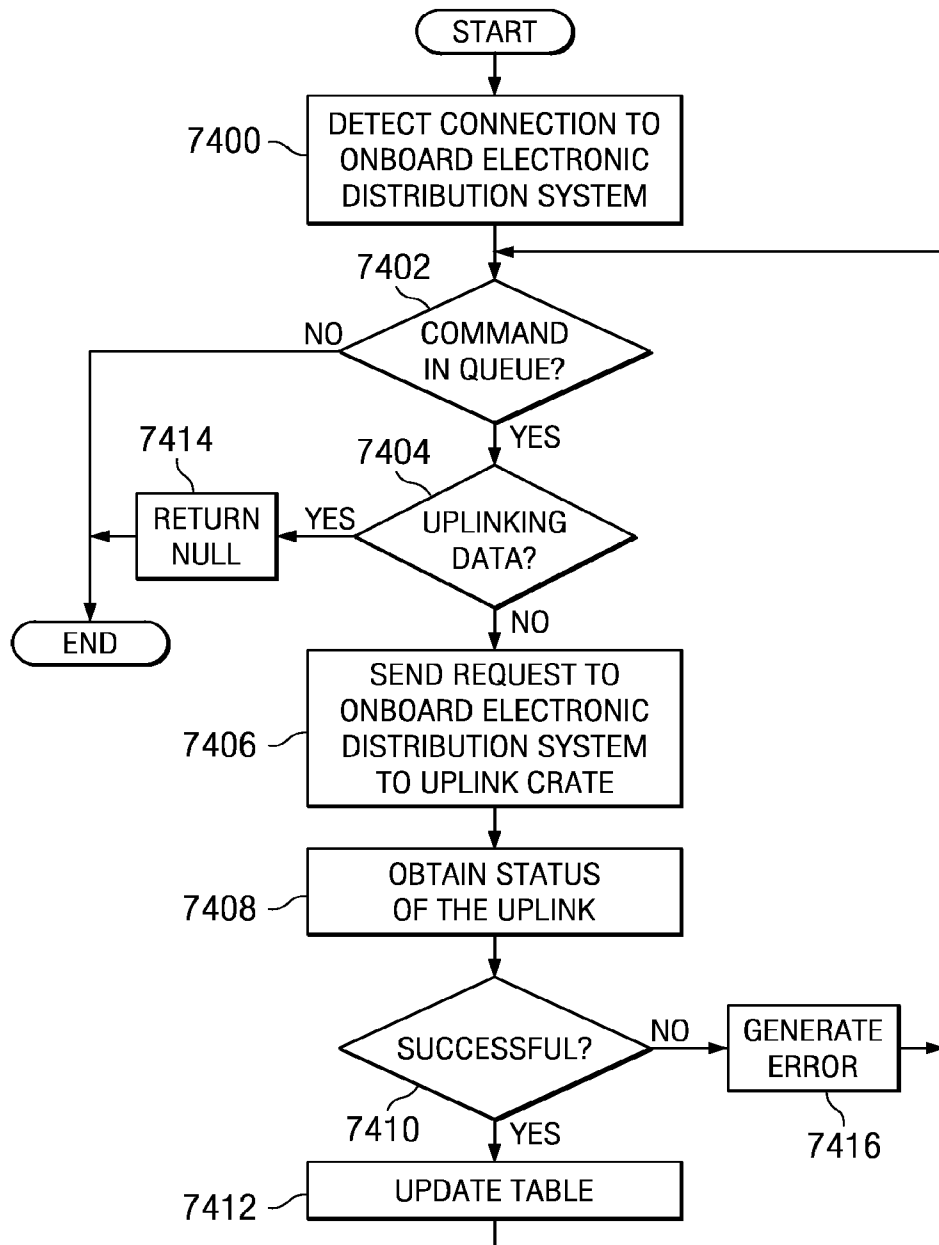 START
7400
DETECT CONNECTION TO
ONBOARD ELECTRONIC
DISTRIBUTION SYSTEM
7402
NO
COMMAND
IN QUEUE?
YES
7414
7404
RETURN
NULL
YES
UPLINKING
DATA?
END
NO
7406
SEND REQUEST TO
ONBOARD ELECTRONIC
DISTRIBUTION SYSTEM
TO UPLINK CRATE
7408
OBTAIN STATUS
OF THE UPLINK
SUCCESSFUL?
NO
GENERATE
ERROR
7410
YES
7416
7412
UPDATE TABLE